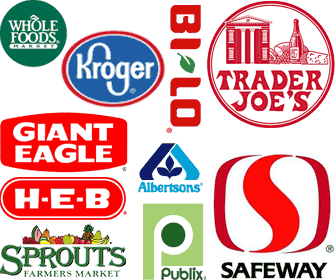 WHOLE
FOODS
MARKET
Kroger
®
BI-LO
®
TRADER
JOE'S
GIANT
EAGLE
®
H-E-B
®
Albertsons®
SPROUTS
FARMERS MARKET
Publix.
®
SAFEWAY